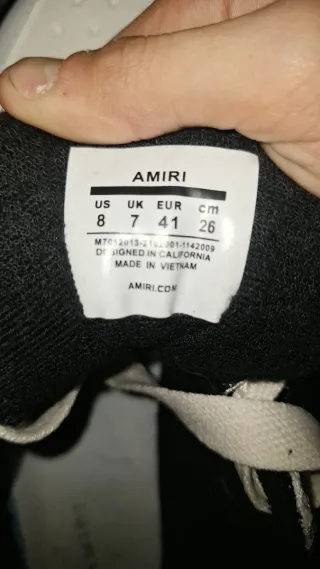 AMIRI
US UK EUR cm
8 7 41 26
DESIGNED IN CALIFORNIA
MADE IN VIETNAM
AMIRI.COM